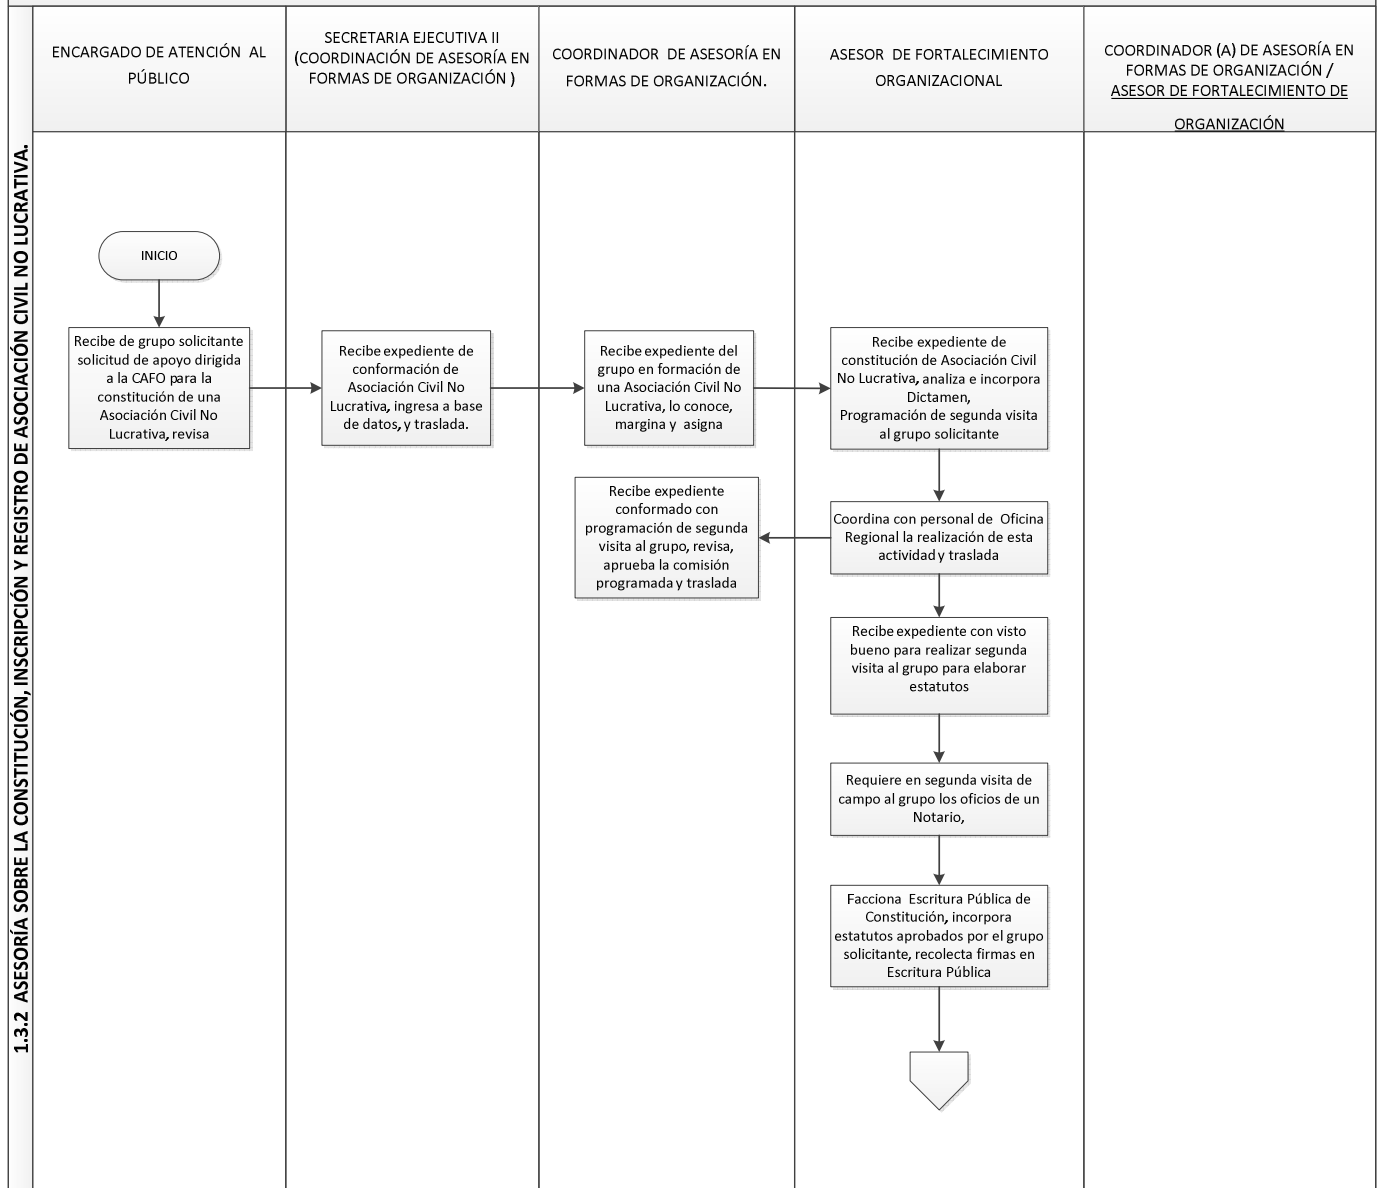 1.3.2 ASESORÍA SOBRE LA CONSTITUCIÓN, INSCRIPCIÓN Y REGISTRO DE ASOCIACIÓN CIVIL NO LUCRATIVA.
ENCARGADO DE ATENCIÓN AL
PÚBLICO
SECRETARIA EJECUTIVA II
(COORDINACIÓN DE ASESORÍA EN
FORMAS DE ORGANIZACIÓN )
COORDINADOR DE ASESORÍA EN
FORMAS DE ORGANIZACIÓN.
ASESOR DE FORTALECIMIENTO
ORGANIZACIONAL
COORDINADOR (A) DE ASESORÍA EN
FORMAS DE ORGANIZACIÓN /
ASESOR DE FORTALECIMIENTO DE
ORGANIZACIÓN
INICIO
Recibe de grupo solicitante
solicitud de apoyo dirigida
a la CAFO para la
constitución de una
Asociación Civil No
Lucrativa, revisa
Recibe expediente de
conformación de
Asociación Civil No
Lucrativa, ingresa a base
de datos, y traslada.
Recibe expediente del
grupo en formación de
una Asociación Civil No
Lucrativa, lo conoce,
margina y asigna
Recibe expediente de
constitución de Asociación Civil
No Lucrativa, analiza e incorpora
Dictamen,
Programación de segunda visita
al grupo solicitante
Coordina con personal de Oficina
Regional la realización de esta
actividad y traslada
Recibe expediente
conformado con
programación de segunda
visita al grupo, revisa,
aprueba la comisión
programada y traslada
Recibe expediente con visto
bueno para realizar segunda
visita al grupo para elaborar
estatutos
Requiere en segunda visita de
campo al grupo los oficios de un
Notario,
Facciona Escritura Pública de
Constitución, incorpora
estatutos aprobados por el grupo
solicitante, recolecta firmas en
Escritura Pública